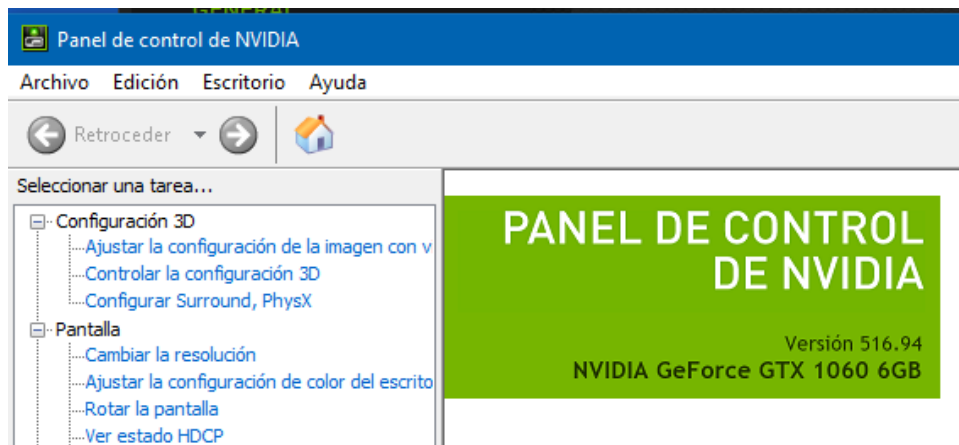 GENERAL
Panel de control de NVIDIA
Archivo Edición Escritorio Ayuda
Retroceder
Seleccionar una tarea...
Configuración 3D
Ajustar la configuración de la imagen con v
Controlar la configuración 3D
Configurar Surround, PhysX
Pantalla
Cambiar la resolución
Ajustar la configuración de color del escrito
Rotar la pantalla
Ver estado HDCP
PANEL DE CONTROL
DE NVIDIA
Versión 516.94
NVIDIA GeForce GTX 1060 6GB